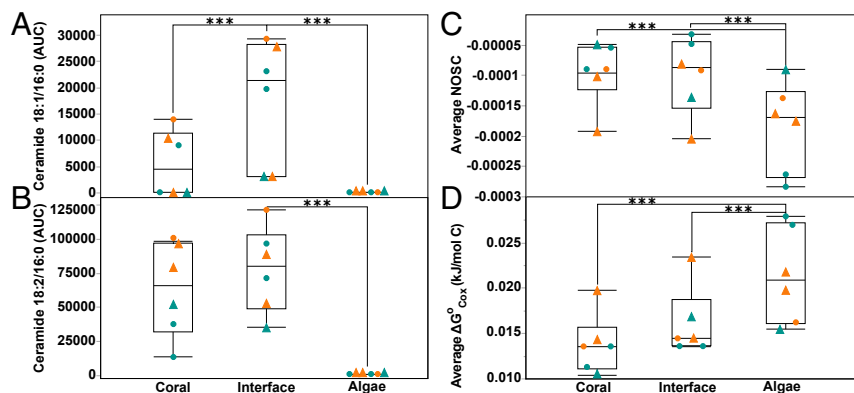 A
*** ***
Ceramide 18:1/16:0 (AUC)
30000
25000
20000
15000
10000
5000
0
B
***
Ceramide 18:2/16:0 (AUC)
125000
100000
75000
50000
25000
0
Coral Interface Algae
C
***
***
Average NOSC
-0.00005
-0.0001
-0.00015
-0.0002
-0.00025
-0.0003
D
***
***
Average ΔG°Cox (kJ/mol C)
0.025
0.020
0.015
0.010
Coral Interface Algae